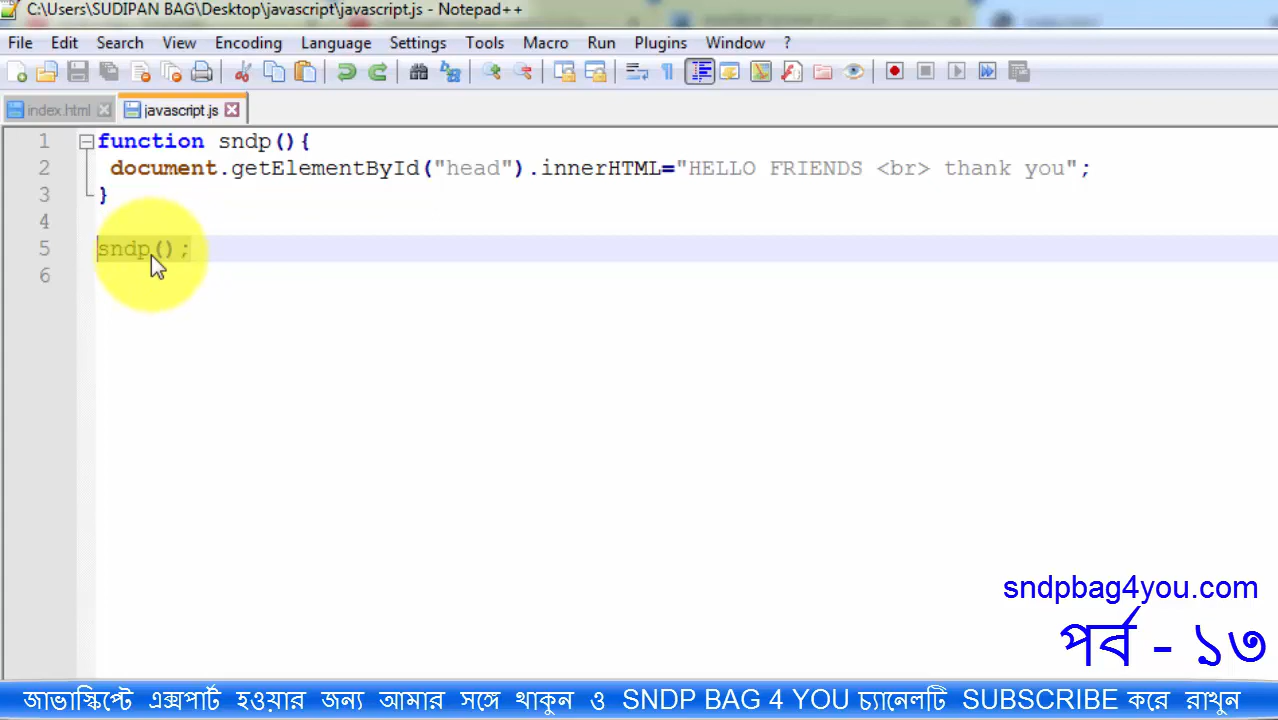 C:\Users\SUDIPAN BAG\Desktop\javascript\javascript.js - Notepad++
File Edit Search View Encoding Language Settings Tools Macro Run Plugins Window ?
index.html javascript.js
1 function sndp(){
2 document.getElementById("head").innerHTML="HELLO FRIENDS <br> thank you";
3 }
4
5 sndp();
6
sndpbag4you.com
পর্ব - ১৩
জাভাস্ক্রিপ্টে এক্সপার্ট হওয়ার জন্য আমার সঙ্গে থাকুন ও SNDP BAG 4 YOU চ্যানেলটি SUBSCRIBE করে রাখুন